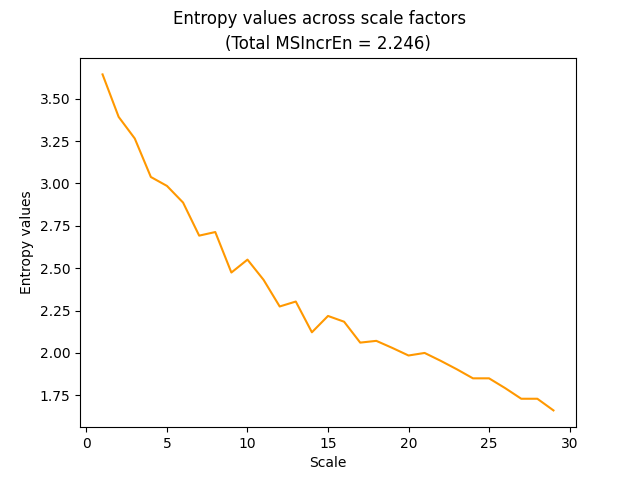 Entropy values across scale factors
(Total MSIncrEn = 2.246)
3.50
3.25
3.00
2.75
2.50
2.25
2.00
1.75
Entropy values
0 5 10 15 20 25 30
Scale